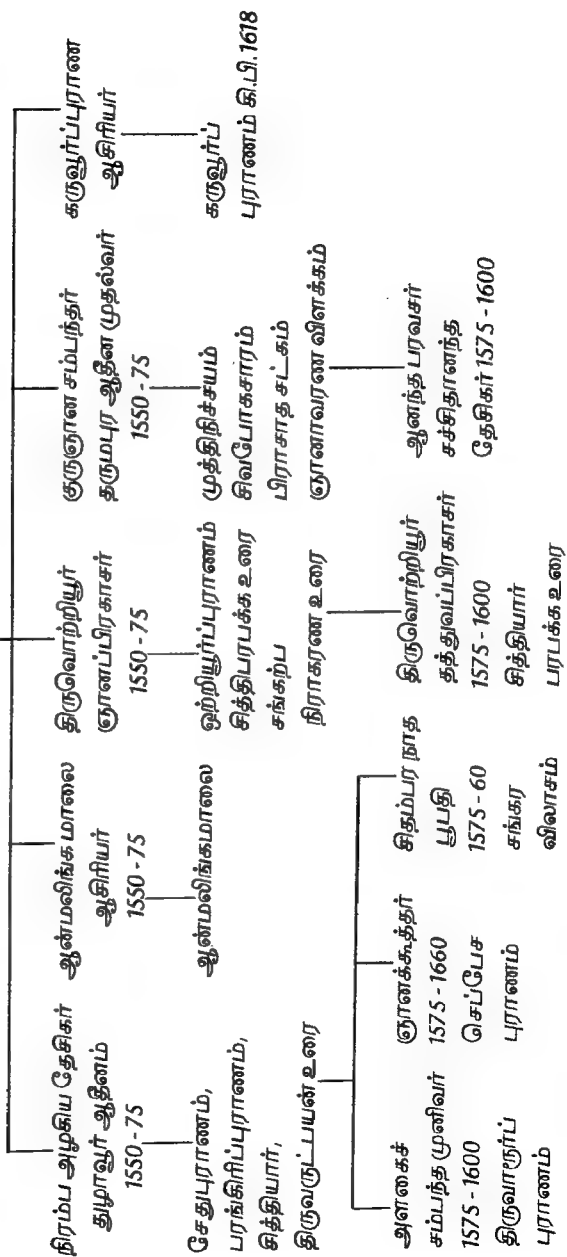 நிரம்ப அழகிய தேசிகர்
துழாவூர் ஆதீனம்
1550 - 75
சேதுபுராணம்,
பரங்கிரிப்புராணம்,
சித்தியார்,
திருவருட்பயன் உரை
ஆன்மலிங்க மாலை
ஆசிரியர்
1550 - 75
ஆன்மலிங்கமாலை
திருவொற்றியூர்
ஞானப்பிரகாசர்
1550 - 75
ஒற்றியூர்ப்புராணம்
சித்திபரபக்க உரை
சங்கற்ப
நிராகரண உரை
குருஞான சம்பந்தர்
தருமபுர ஆதீன முதல்வர்
1550 - 75
முத்திநிச்சயம்
சிவபோகசாரம்
பிராசாத சட்கம்
ஞானாவரண விளக்கம்
கருவூர்ப்புராண
ஆசிரியர்
கருவூர்ப்
புராணம் கி.பி.1618
அளகைச்
சம்பந்த முனிவர்
1575 - 1600
திருவாரூர்ப்
புராணம்
ஞானக்கூத்தர்
1575 - 1660
செப்பேச
புராணம்
சிதம்பர நாத
பூபதி
1575 - 60
சங்கர
விலாசம்
திருவொற்றியூர்
தத்துவப்பிரகாசர்
1575 - 1600
சித்தியார்
பரபக்க உரை
ஆனந்த பரவசர்
சச்சிதானந்த
தேசிகர் 1575 - 1600